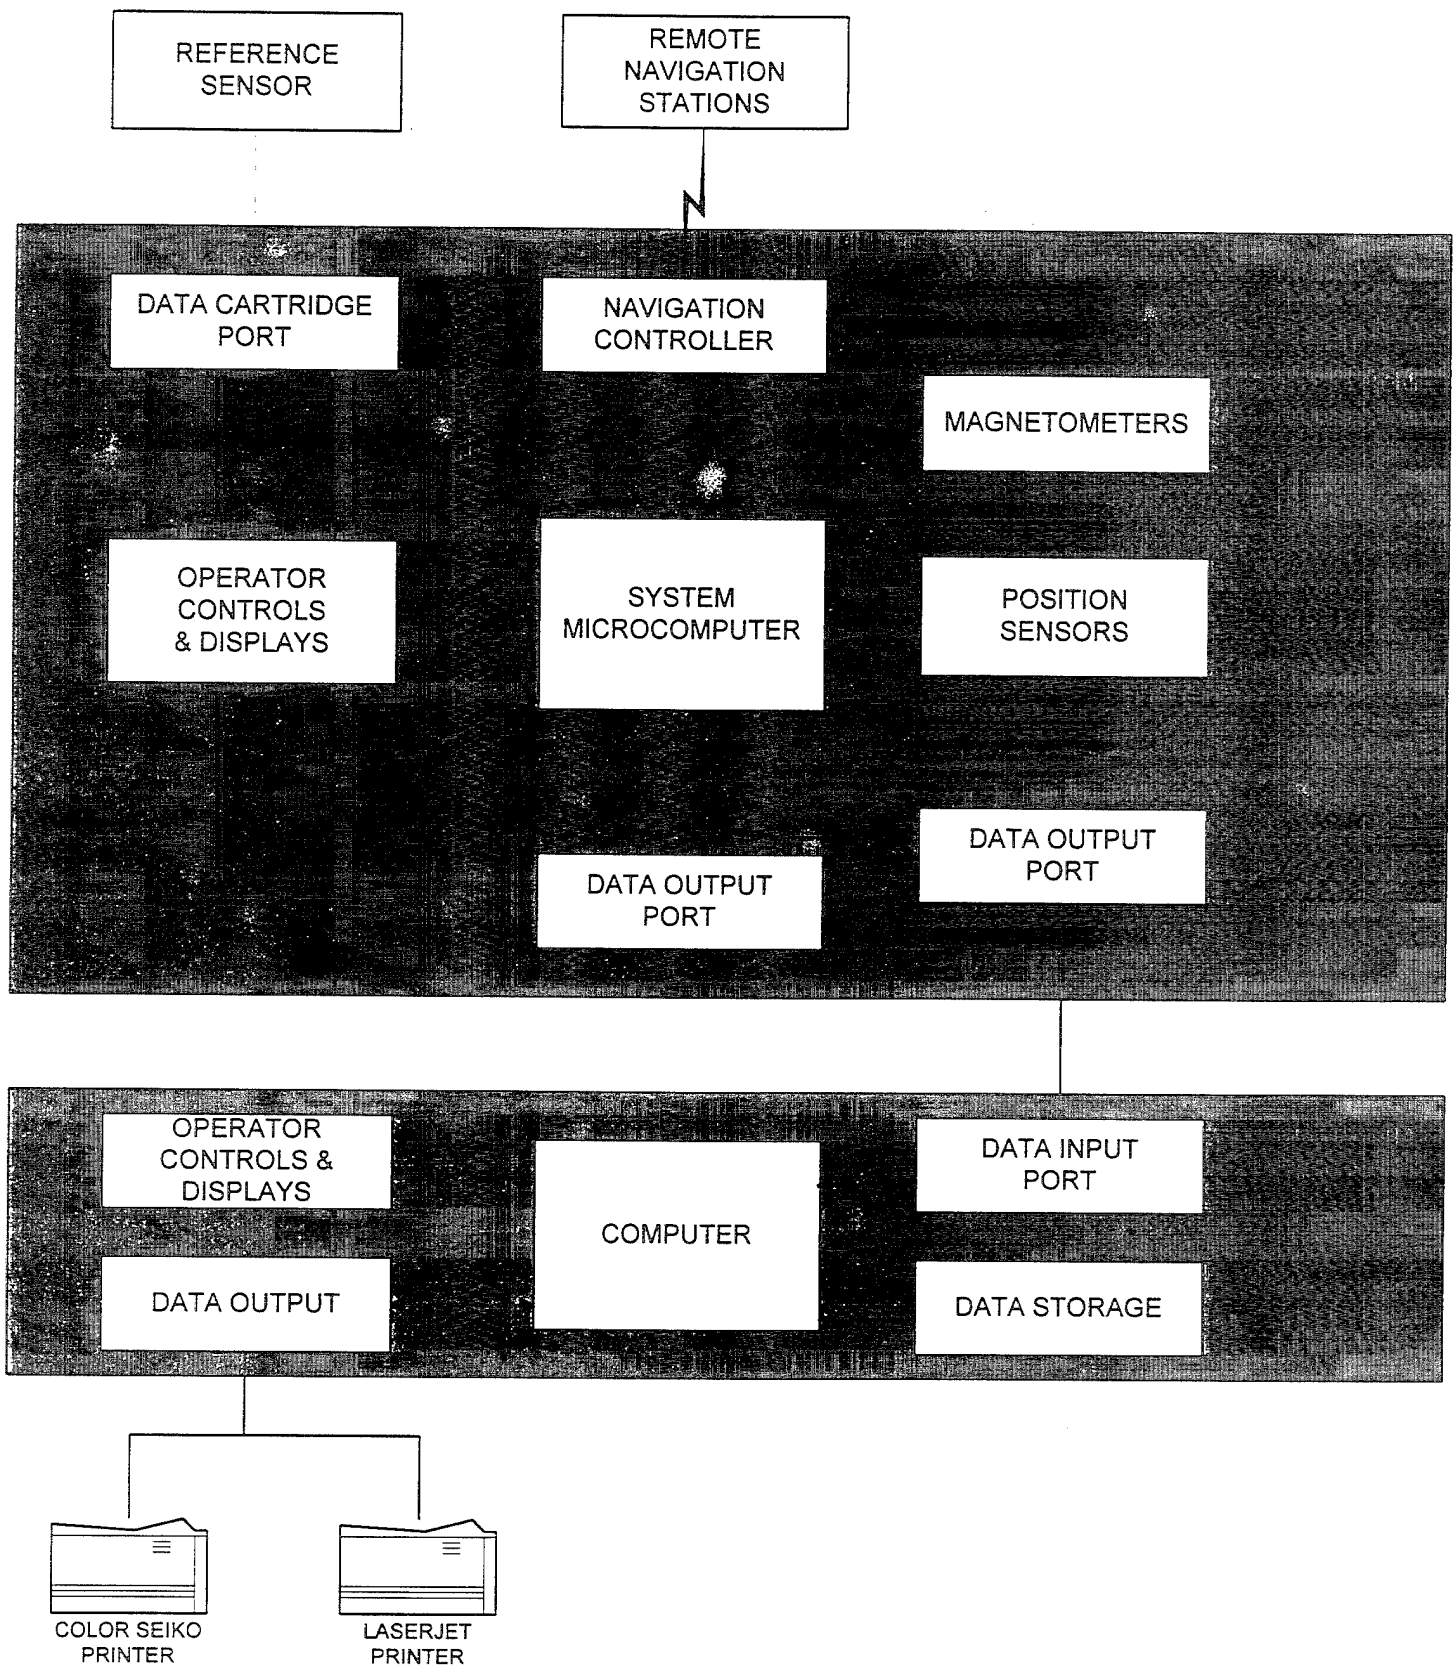 REFERENCE
SENSOR
REMOTE
NAVIGATION
STATIONS
DATA CARTRIDGE
PORT
NAVIGATION
CONTROLLER
MAGNETOMETERS
OPERATOR
CONTROLS
& DISPLAYS
SYSTEM
MICROCOMPUTER
POSITION
SENSORS
DATA OUTPUT
PORT
DATA OUTPUT
PORT
OPERATOR
CONTROLS &
DISPLAYS
COMPUTER
DATA INPUT
PORT
DATA OUTPUT
DATA STORAGE
COLOR SEIKO
PRINTER
LASERJET
PRINTER